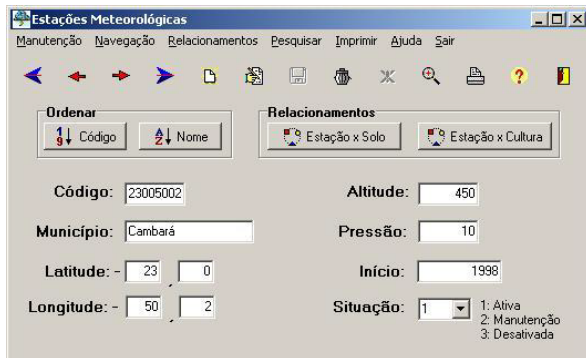 Estações Meteorológicas
Manutenção Navegação Relacionamentos Pesquisar Imprimir Ajuda Sair
Ordenar Relacionamentos
Código Nome Estação x Solo Estação x Cultura
Código: 23005002 Altitude: 450
Município: Cambará Pressão: 10
Latitude: - 23 , 0 Início: 1998
Longitude: - 50 , 2 Situação: 1 1: Ativa
2: Manutenção
3: Desativada